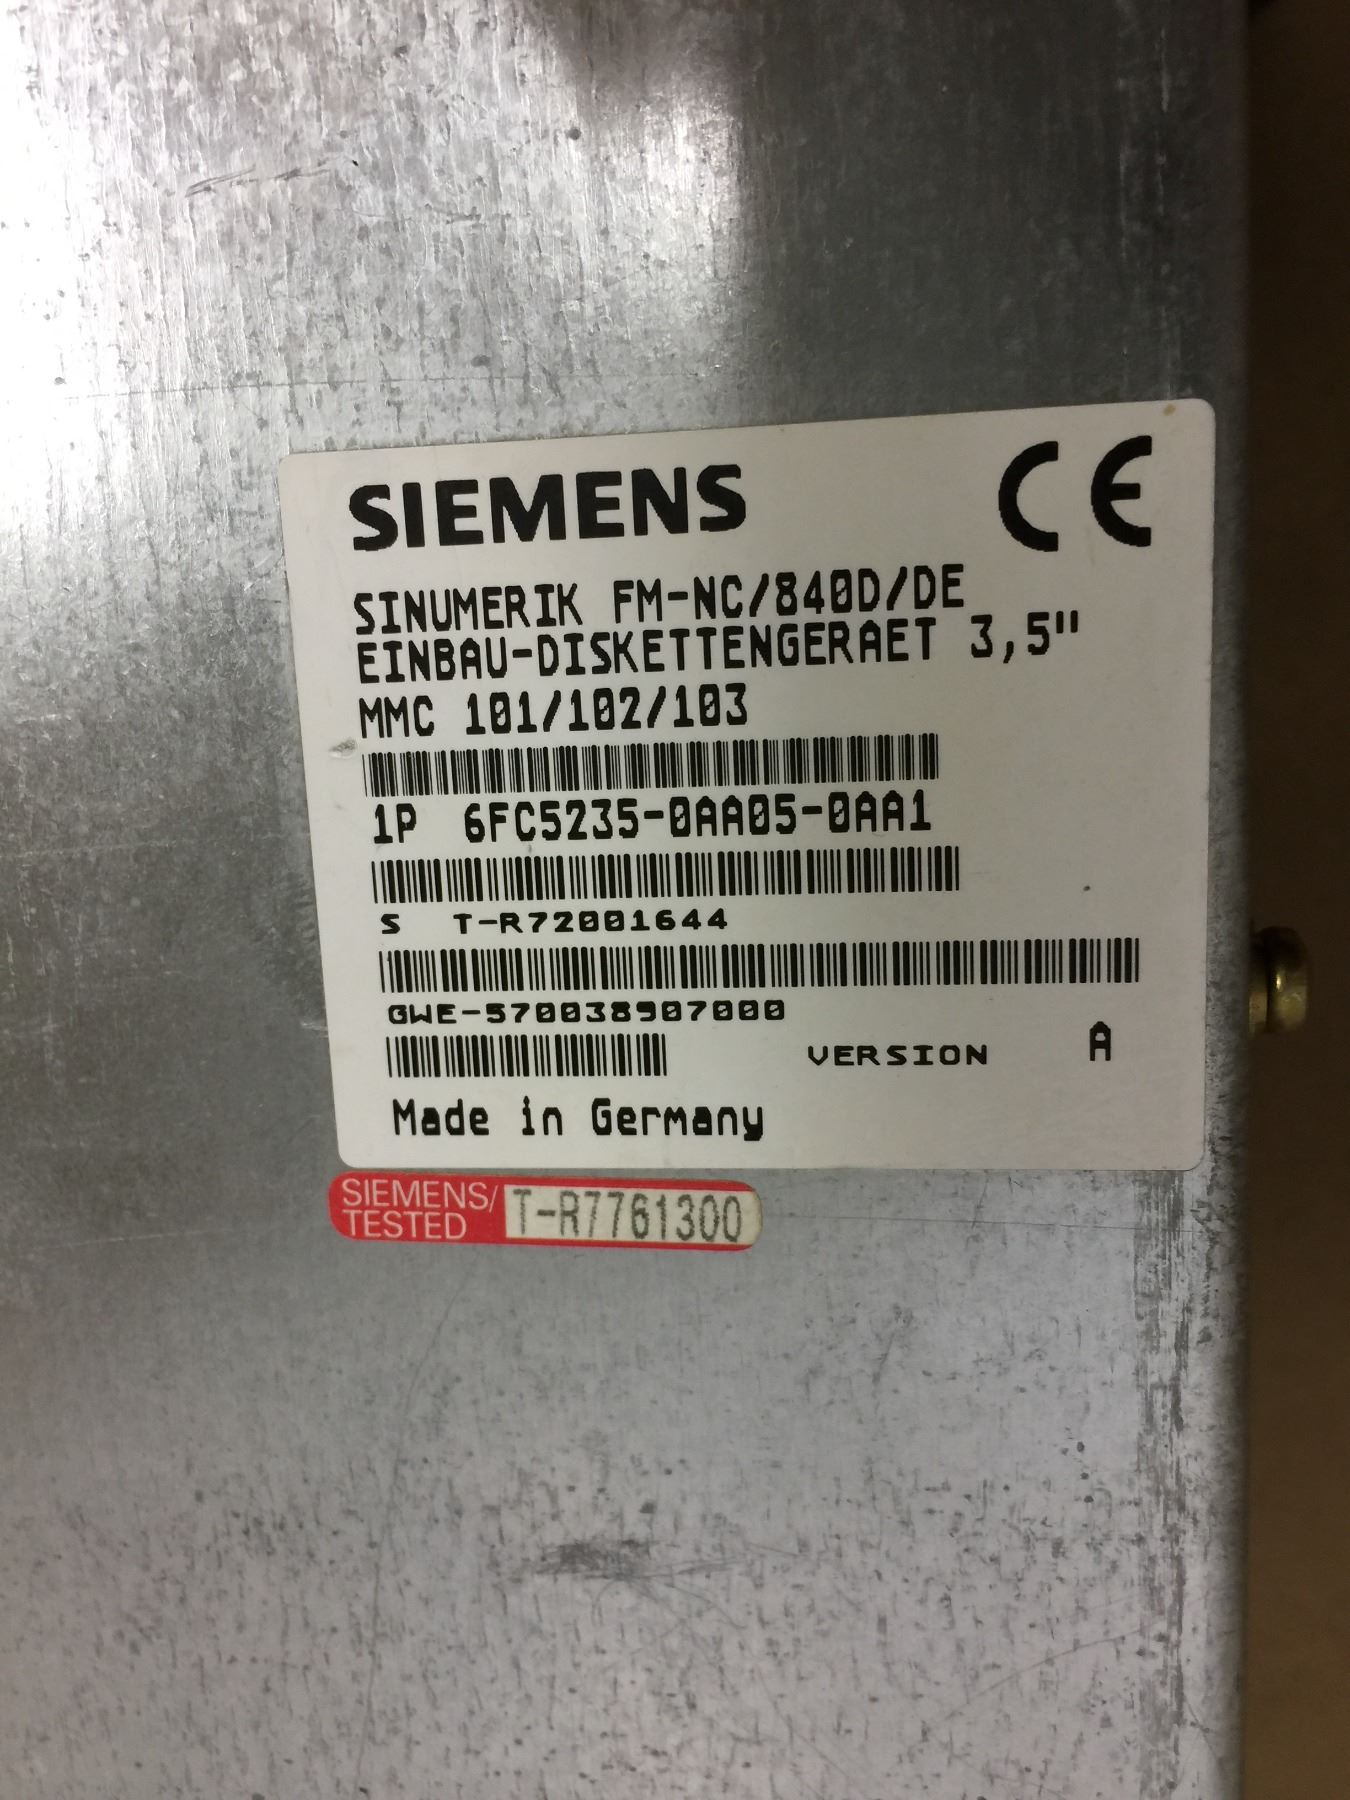 SIEMENS CE
SINUMERIK FM-NC/840D/DE
EINBAU-DISKETTENGERAET 3,5"
MMC 101/102/103
1P 6FC5235-0AA05-0AA1
S T-R72001644
GWE-570038907000
VERSION A
Made in Germany
SIEMENS/
TESTED T-R7761300